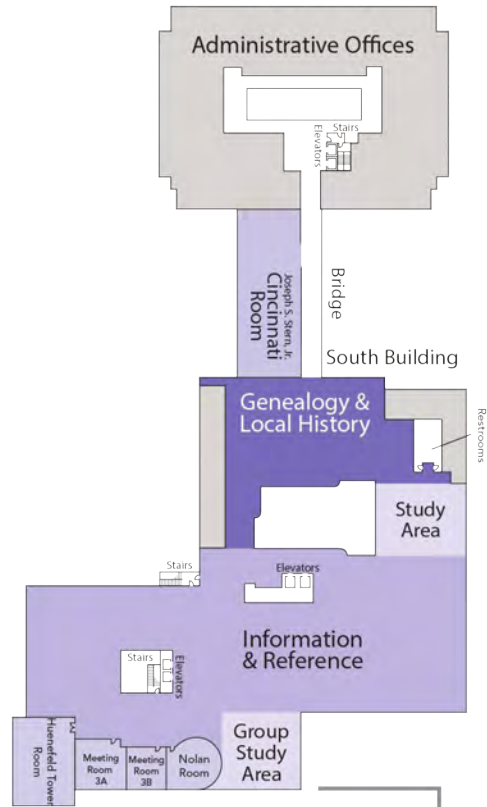 Administrative Offices
Stairs
Elevators
Joseph S. Stern, Jr.
Cincinnati
Room
Bridge
South Building
Genealogy &
Local History
Restrooms
Study
Area
Stairs
Elevators
Information
& Reference
Stairs
Elevators
Huenefeld Tower
Room
Meeting
Room
3A
Meeting
Room
3B
Nolan
Room
Group
Study
Area